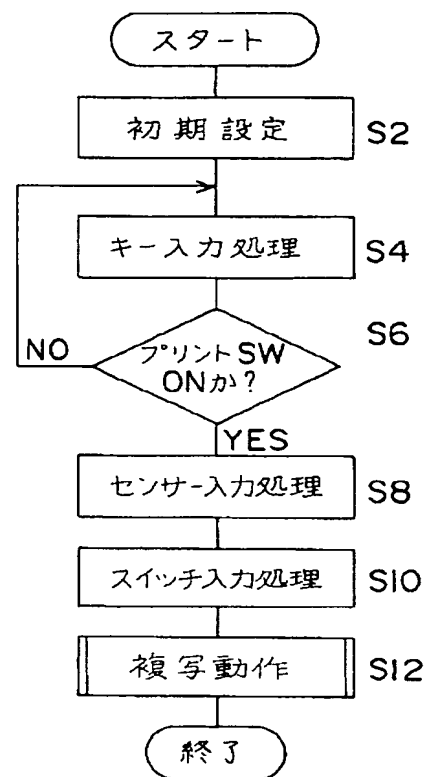 スタート
初期設定 S2
キー入力処理 S4
S6
プリントSW
ONか?
NO
YES
センサー入力処理 S8
スイッチ入力処理 S10
複写動作 S12
終了